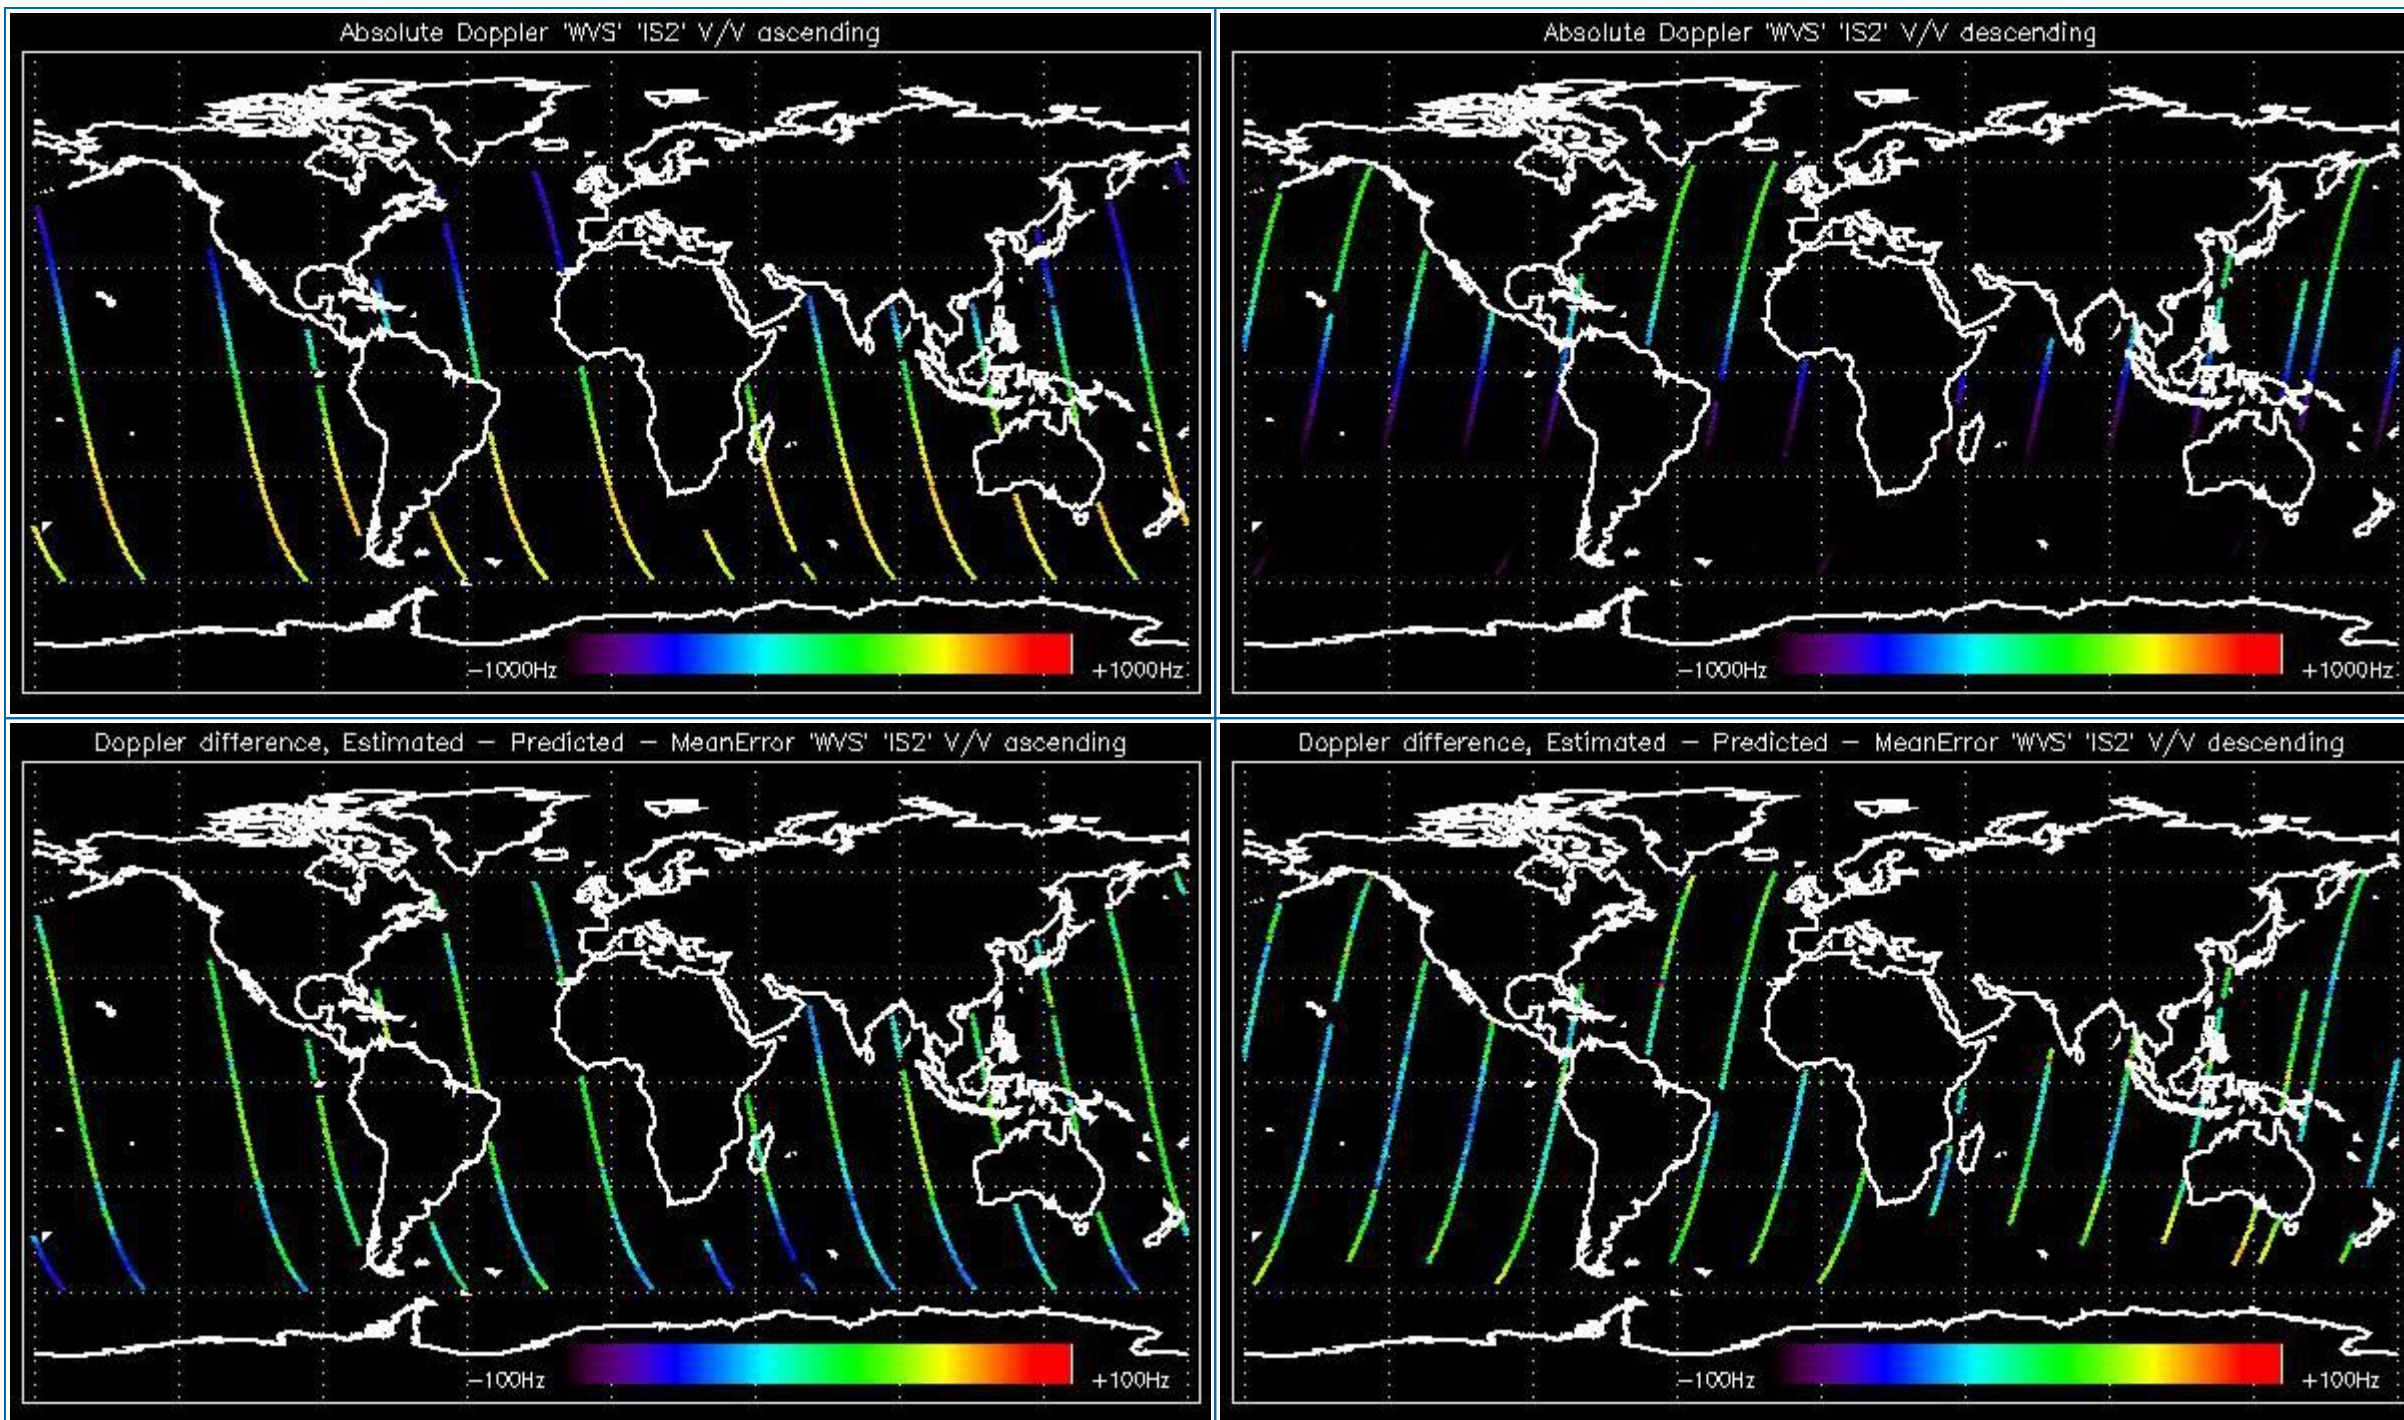 Absolute Doppler 'WVS' 'IS2' V/V ascending
-1000Hz
+1000Hz
Absolute Doppler 'WVS' 'IS2' V/V descending
-1000Hz
+1000Hz
Doppler difference, Estimated - Predicted - MeanError 'WVS' 'IS2' V/V ascending
-100Hz
+100Hz
Doppler difference, Estimated - Predicted - MeanError 'WVS' 'IS2' V/V descending
-100Hz
+100Hz